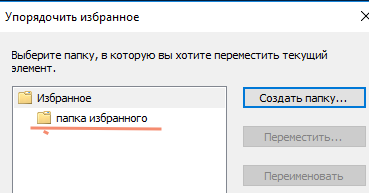 Упорядочить избранное
Выберите папку, в которую вы хотите переместить текущий
элемент.
Избранное
папка избранного
Создать папку...
Переместить...
Переименовать